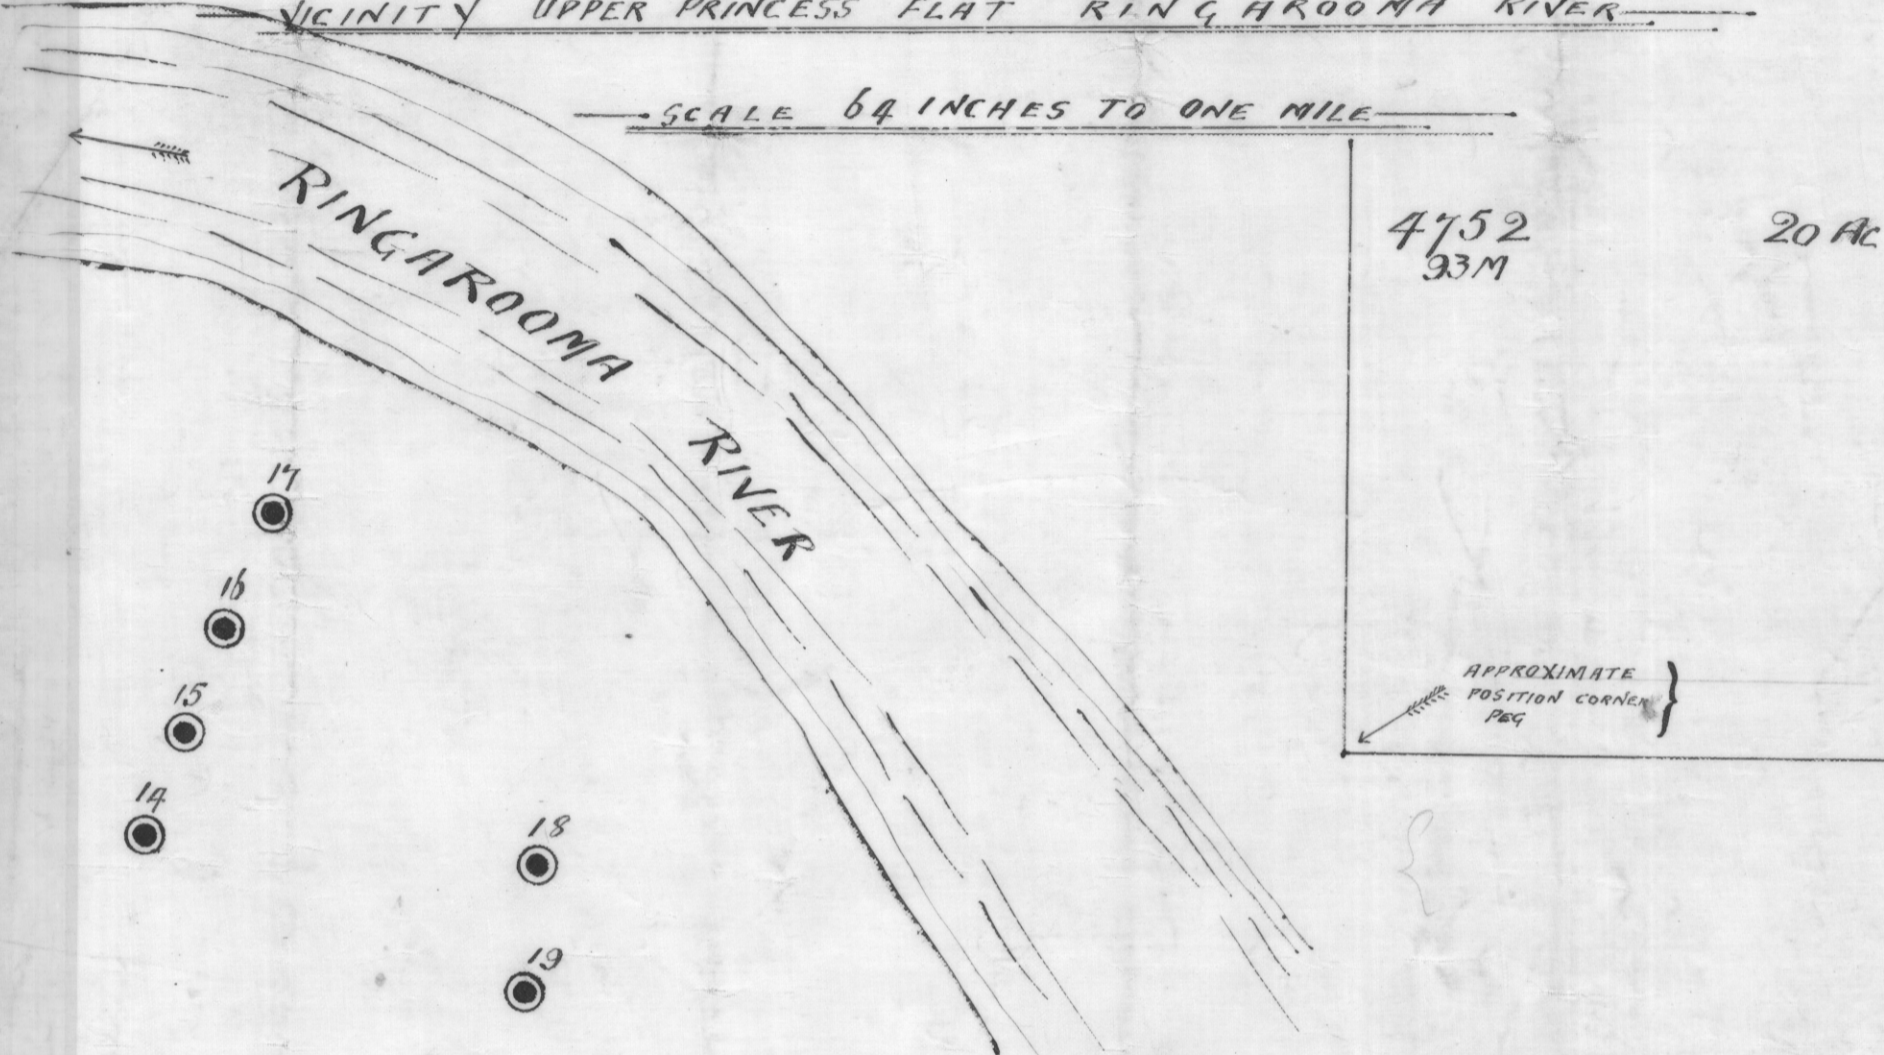 VICINITY UPPER PRINCESS FLAT RINGAROOMA RIVER
SCALE 64 INCHES TO ONE MILE
RINGAROOMA RIVER
4752 20 AC
93M
17
16
15
14
18
19
APPROXIMATE
POSITION CORNER
PEG